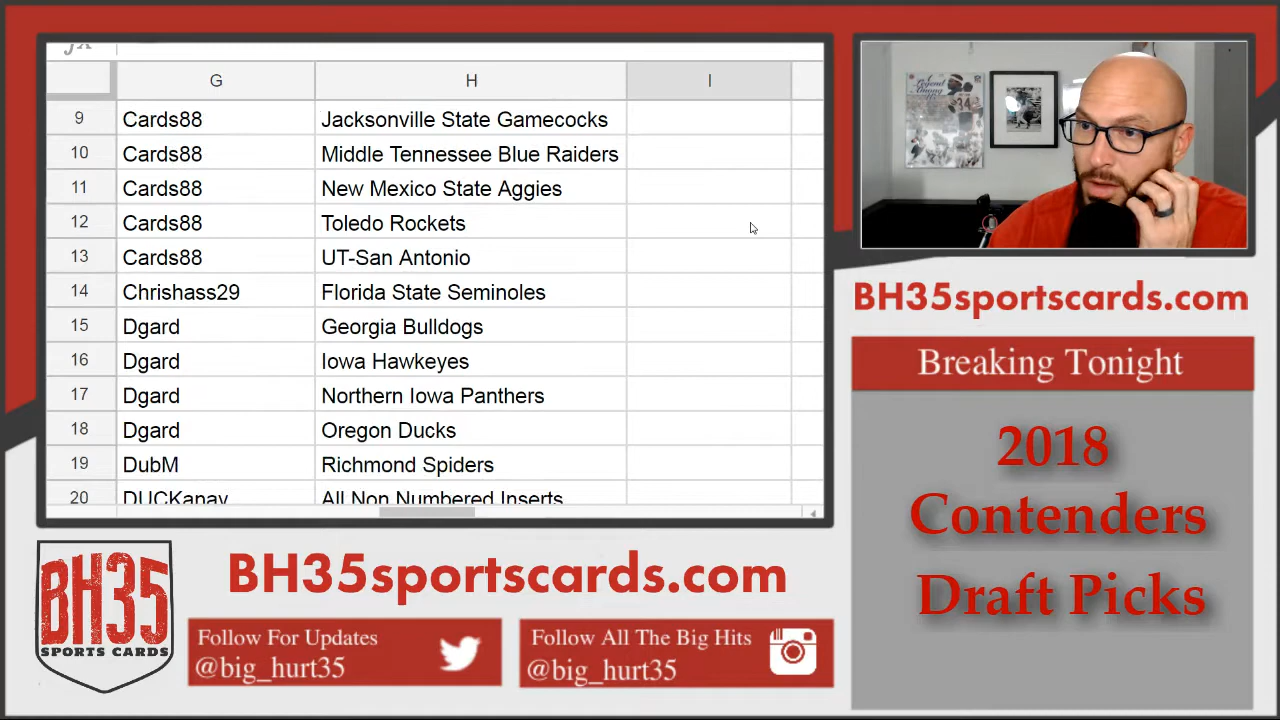 fx
G H I
9 Cards88 Jacksonville State Gamecocks
10 Cards88 Middle Tennessee Blue Raiders
11 Cards88 New Mexico State Aggies
12 Cards88 Toledo Rockets
13 Cards88 UT-San Antonio
14 Chrishass29 Florida State Seminoles
15 Dgard Georgia Bulldogs
16 Dgard Iowa Hawkeyes
17 Dgard Northern Iowa Panthers
18 Dgard Oregon Ducks
19 DubM Richmond Spiders
20 DUCKanay All Non Numbered Inserts
34
BH35sportscards.com
Breaking Tonight
2018
Contenders
Draft Picks
BH35
SPORTS CARDS
BH35sportscards.com
Follow For Updates
@big_hurt35
Follow All The Big Hits
@big_hurt35